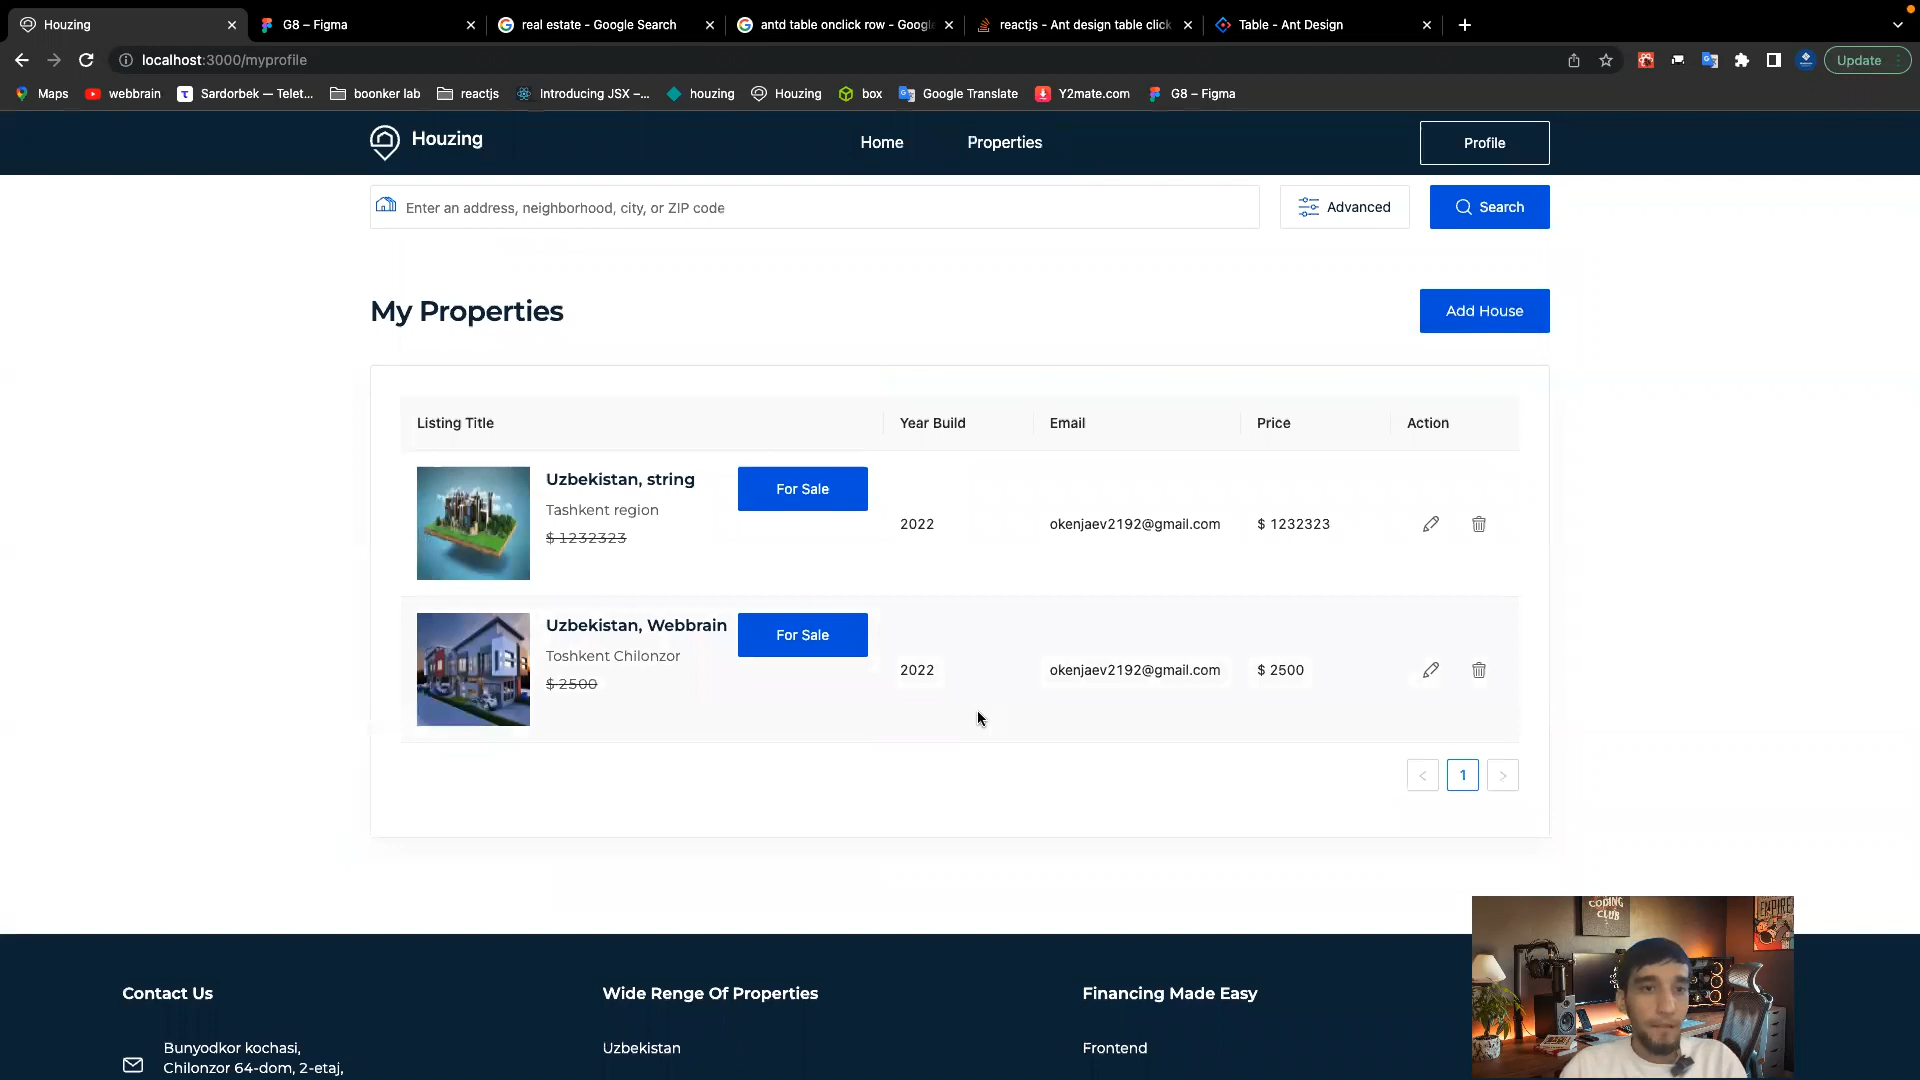 Houzing
G8 – Figma
real estate - Google Search
antd table onclick row - Googl
reactjs - Ant design table click
Table - Ant Design
localhost:3000/myprofile
Update
Maps
webbrain
Sardorbek — Telet...
boonker lab
reactjs
Introducing JSX –...
houzing
Houzing
box
Google Translate
Y2mate.com
G8 – Figma
Houzing
Home
Properties
Profile
Enter an address, neighborhood, city, or ZIP code
Advanced
Search
My Properties
Add House
Listing Title
Year Build
Email
Price
Action
Uzbekistan, string
Tashkent region
$ 1232323
For Sale
2022
okenjaev2192@gmail.com
$ 1232323
Uzbekistan, Webbrain
Toshkent Chilonzor
$ 2500
For Sale
2022
okenjaev2192@gmail.com
$ 2500
<
1
>
Contact Us
Bunyodkor kochasi,
Chilonzor 64-dom, 2-etaj,
Wide Range Of Properties
Uzbekistan
Financing Made Easy
Frontend
CODING
CLUB
EMPIRE